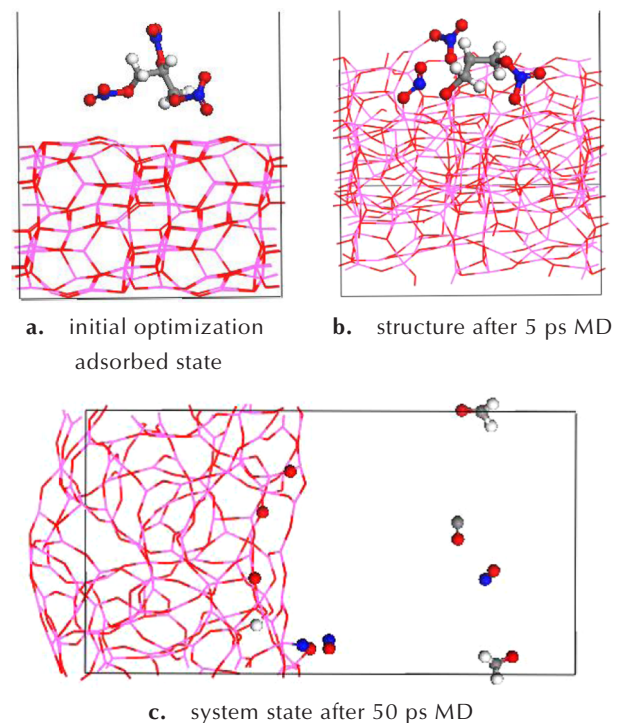 a. initial optimization
adsorbed state
b. structure after 5 ps MD
c. system state after 50 ps MD